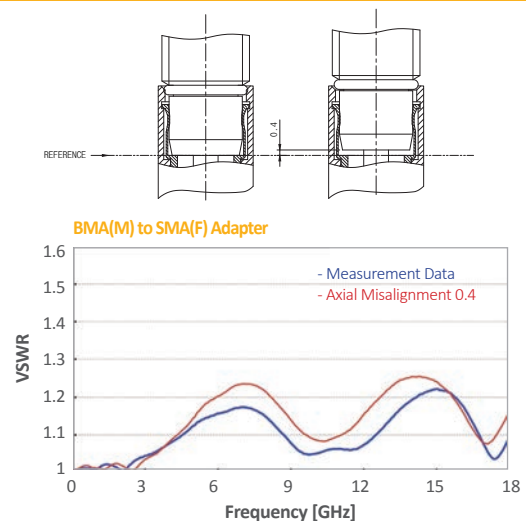 0.4
REFERENCE
BMA(M) to SMA(F) Adapter
1.6
- Measurement Data
1.5
- Axial Misalignment 0.4
1.4
VSWR
1.3
1.2
1.1
1
0 3 6 9 12 15 18
Frequency [GHz]